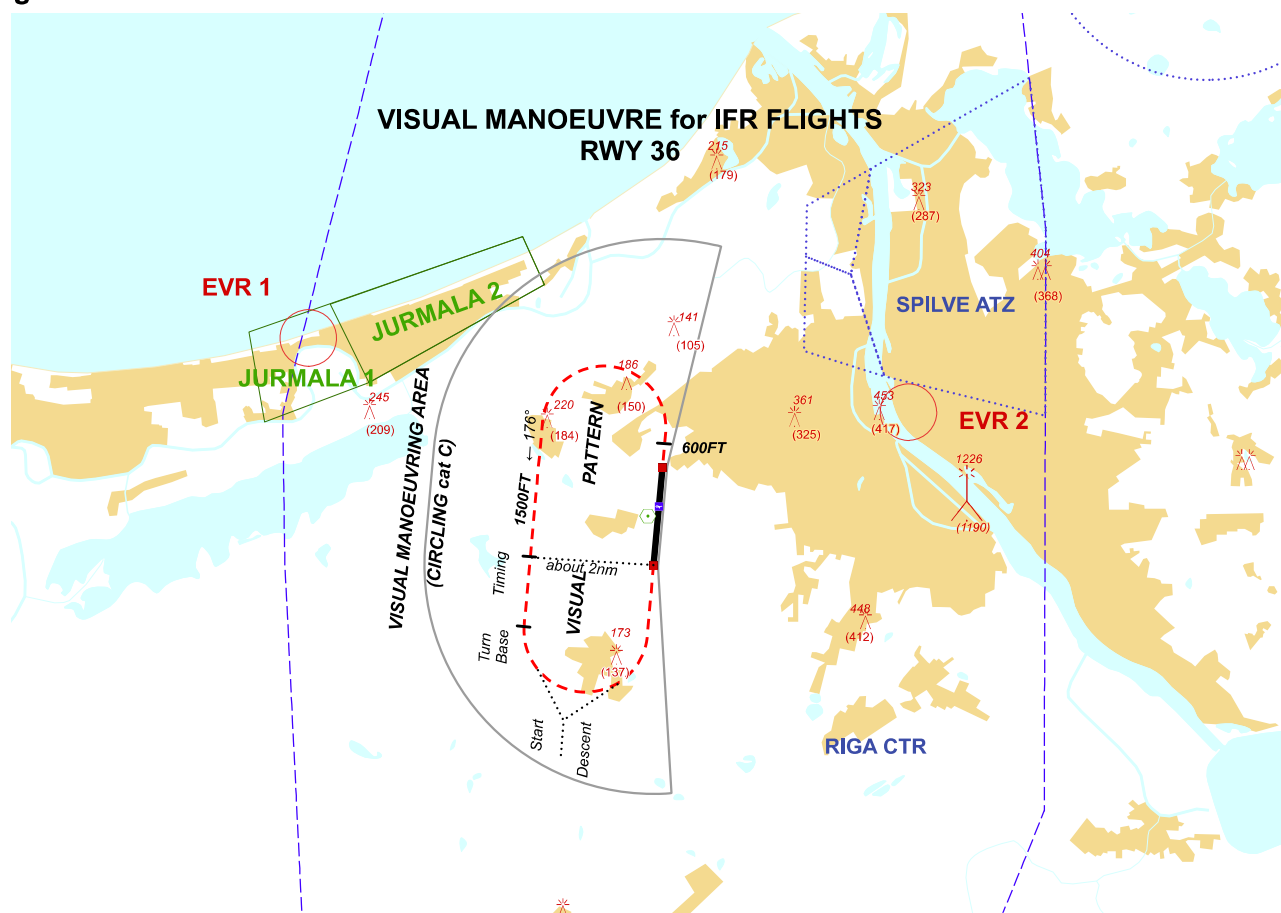 g
VISUAL MANOEUVRE for IFR FLIGHTS
RWY 36
215
(179)
323
(287)
404
(368)
EVR 1
JURMALA 2
SPILVE ATZ
141
(105)
JURMALA 1
186
(150)
245
(209)
220
(184)
361
(325)
453
(417)
EVR 2
← 176°
1500FT
PATTERN
600FT
VISUAL MANOEUVRING AREA
(CIRCLING cat C)
1226
(1190)
Timing
about 2nm
VISUAL
448
(412)
Turn
Base
173
(137)
Start
Descent
RIGA CTR